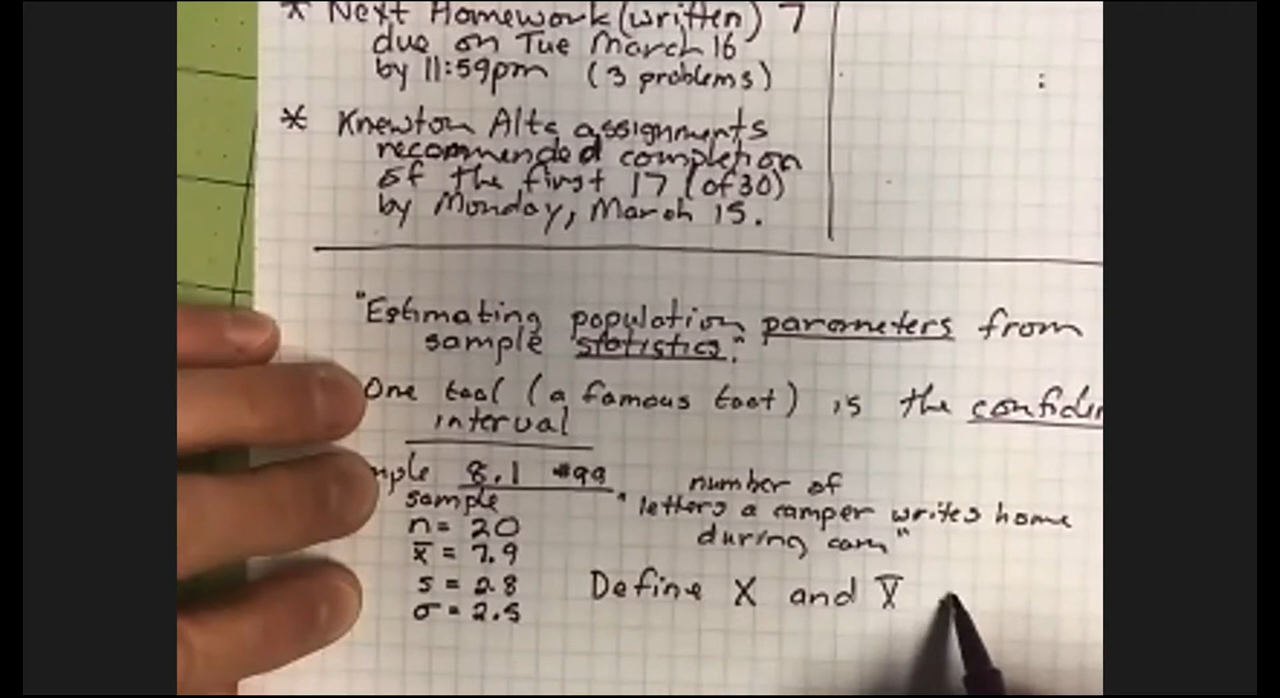 * Next Homework (written) 7
due on Tue March 16
by 11:59pm (3 problems)
:
* Knewton Alta assignments
recommended completion
of the first 17 (of 30)
by Monday, March 15.
"Estimating population parameters from
sample statistics."
One tool (a famous toot) is the confiden
interval
mple 8.1 #99
sample
n = 20
x̄ = 7.9
s = 2.8
σ = 2.5
number of
"letters a camper writes home
during cam"
Define X and X̄